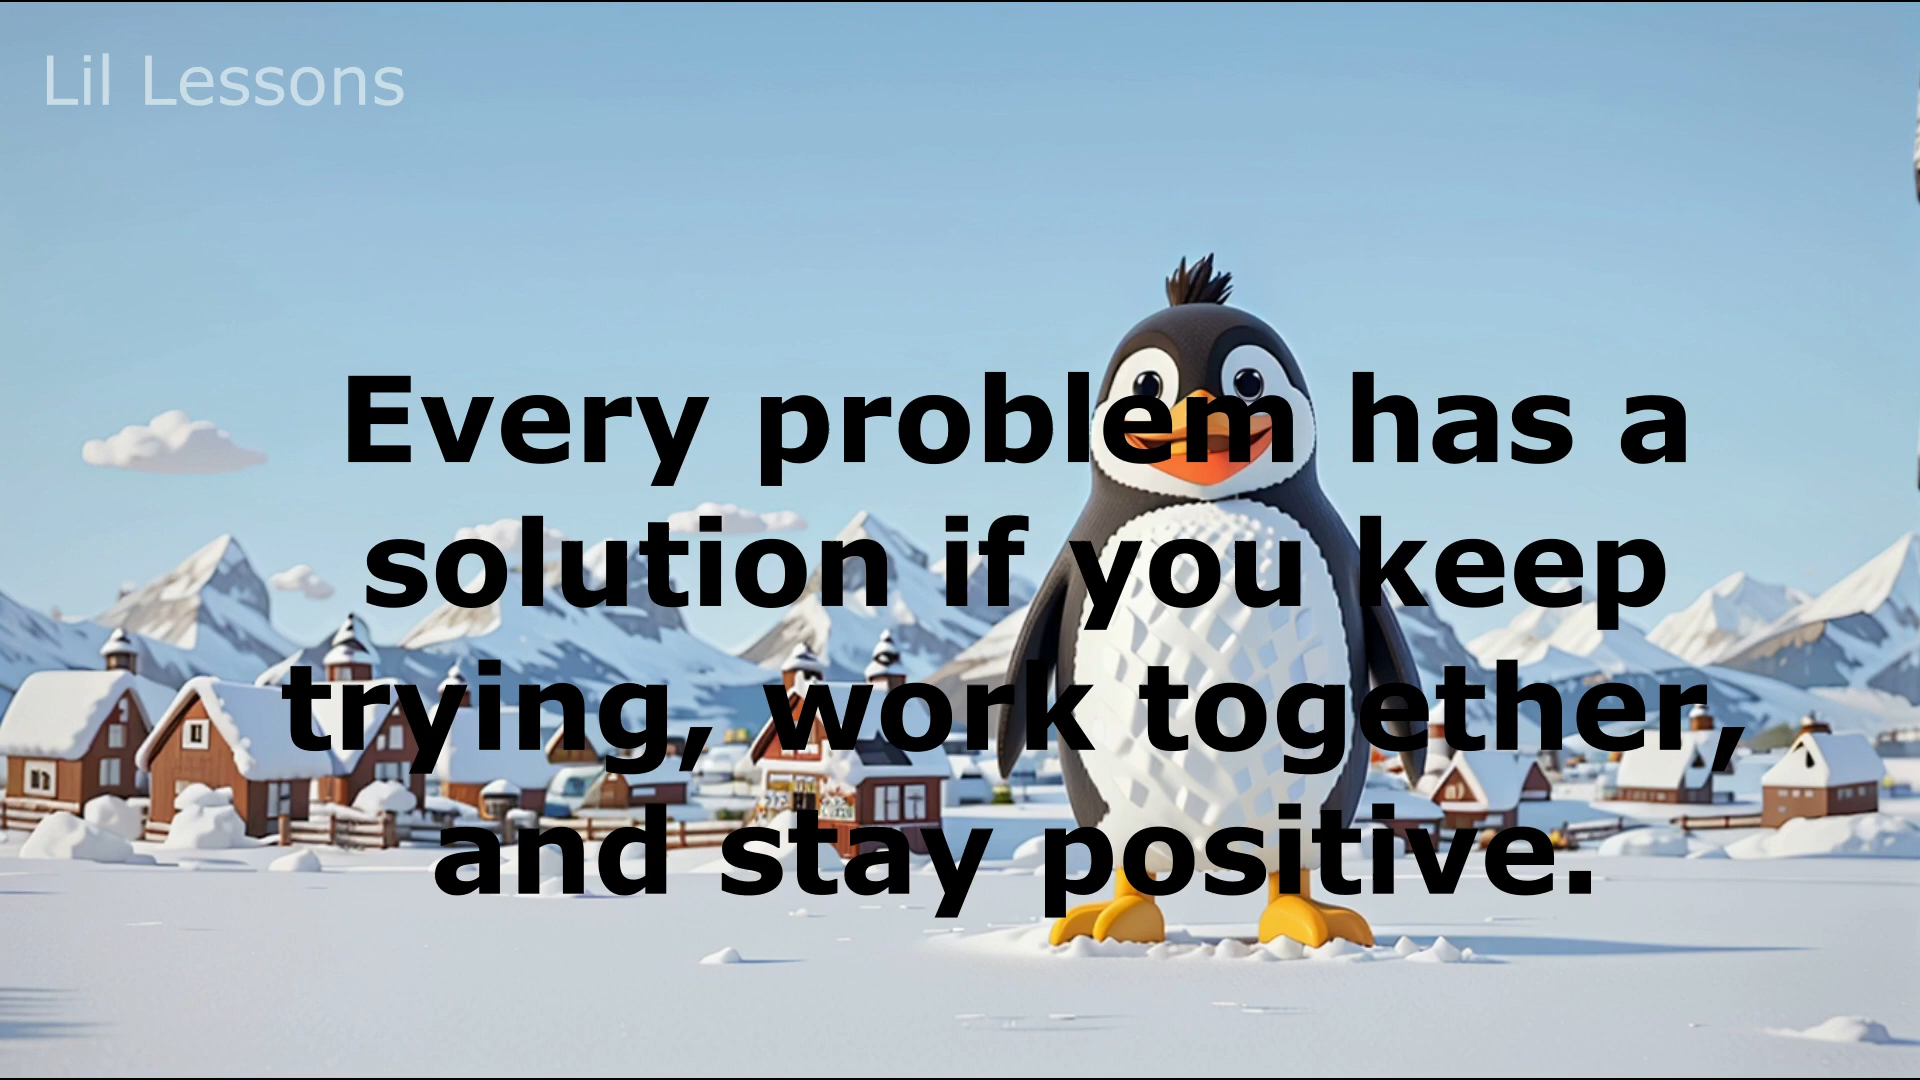 Lil Lessons
Every problem has a
solution if you keep
trying, work together,
and stay positive.